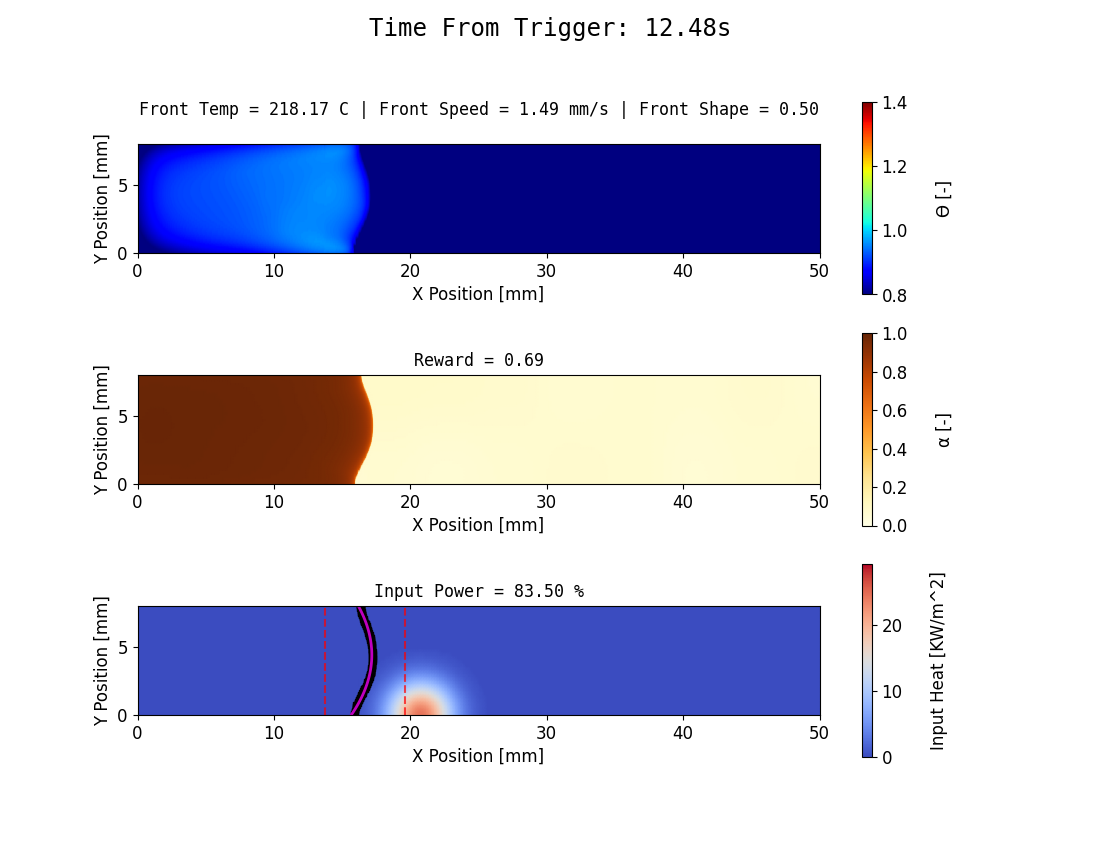 Time From Trigger: 12.48s
Front Temp = 218.17 C | Front Speed = 1.49 mm/s | Front Shape = 0.50
Y Position [mm]
5
0
0 10 20 30 40 50
X Position [mm]
1.4
1.2
1.0
0.8
Θ [-]
Reward = 0.69
Y Position [mm]
5
0
0 10 20 30 40 50
X Position [mm]
1.0
0.8
0.6
0.4
0.2
0.0
α [-]
Input Power = 83.50 %
Y Position [mm]
5
0
0 10 20 30 40 50
X Position [mm]
20
10
0
Input Heat [KW/m^2]